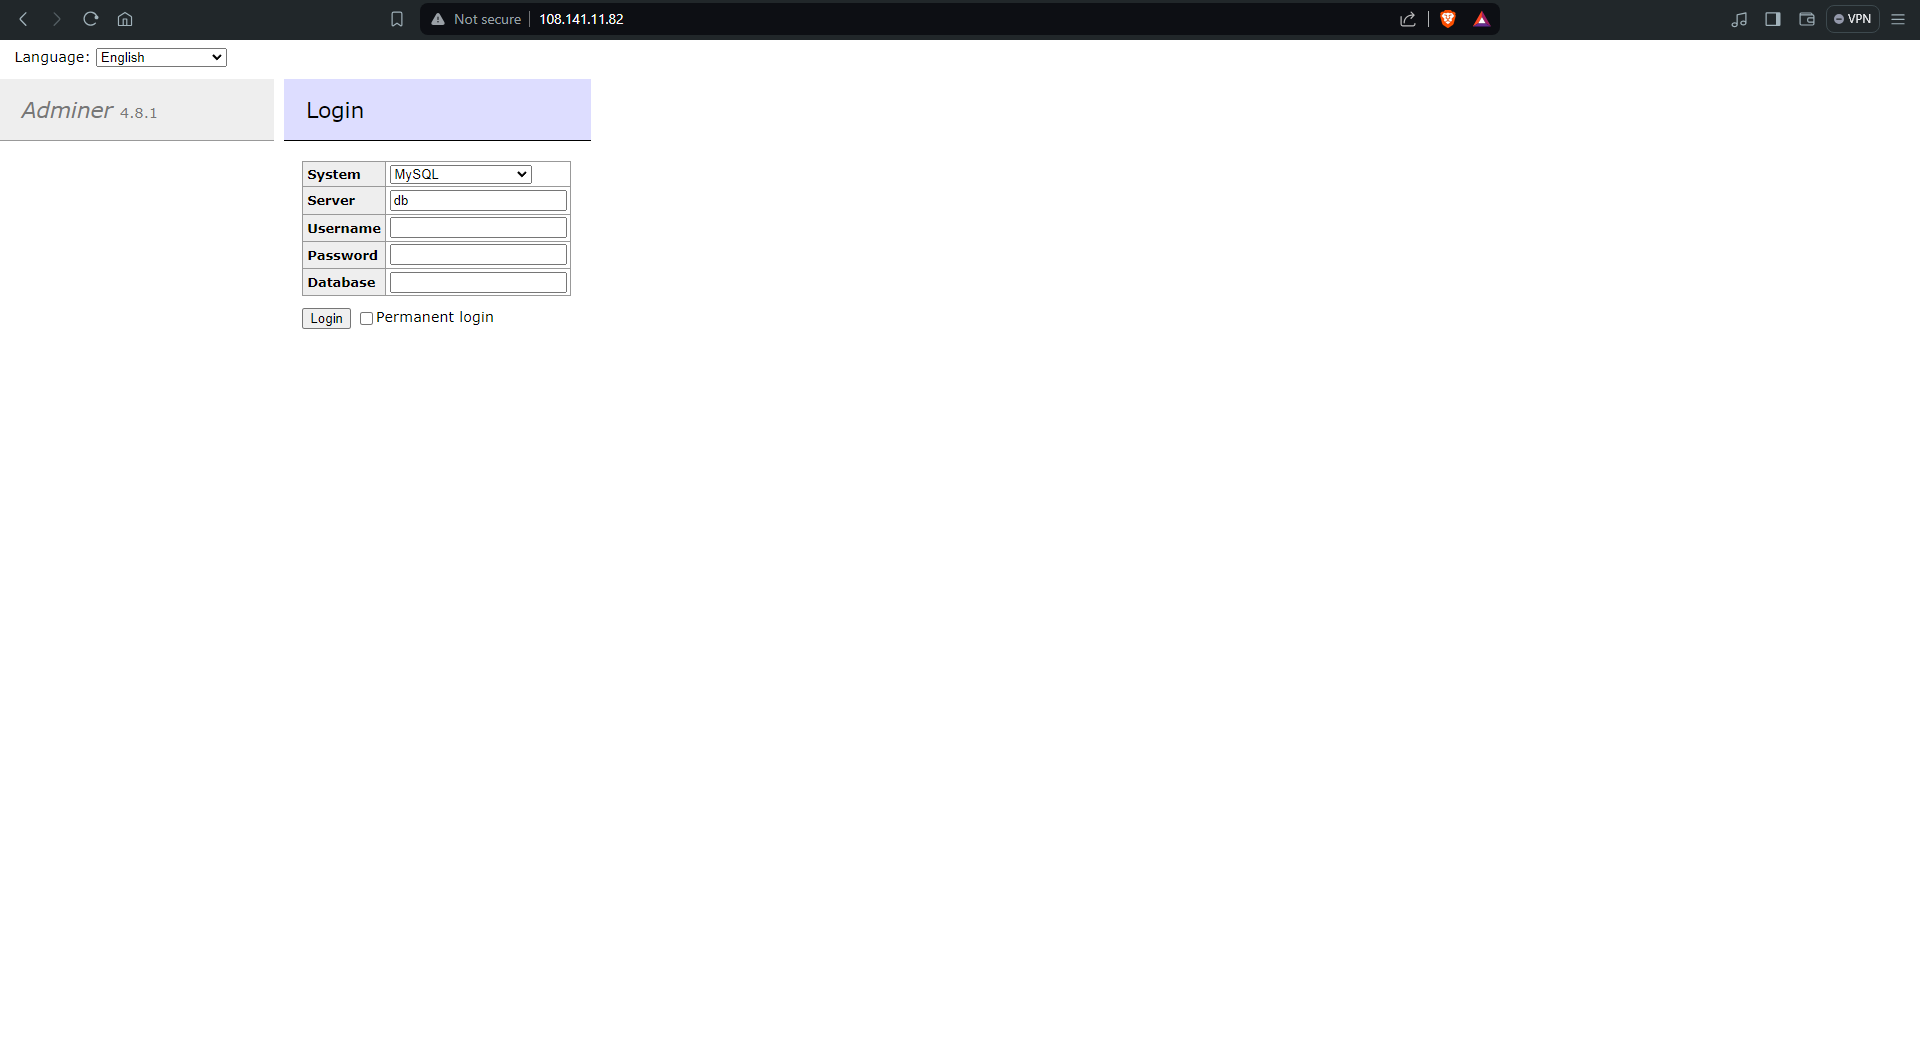 Not secure 108.141.11.82
VPN
Language: English
Adminer 4.8.1
Login
System MySQL
Server db
Username
Password
Database
Login Permanent login